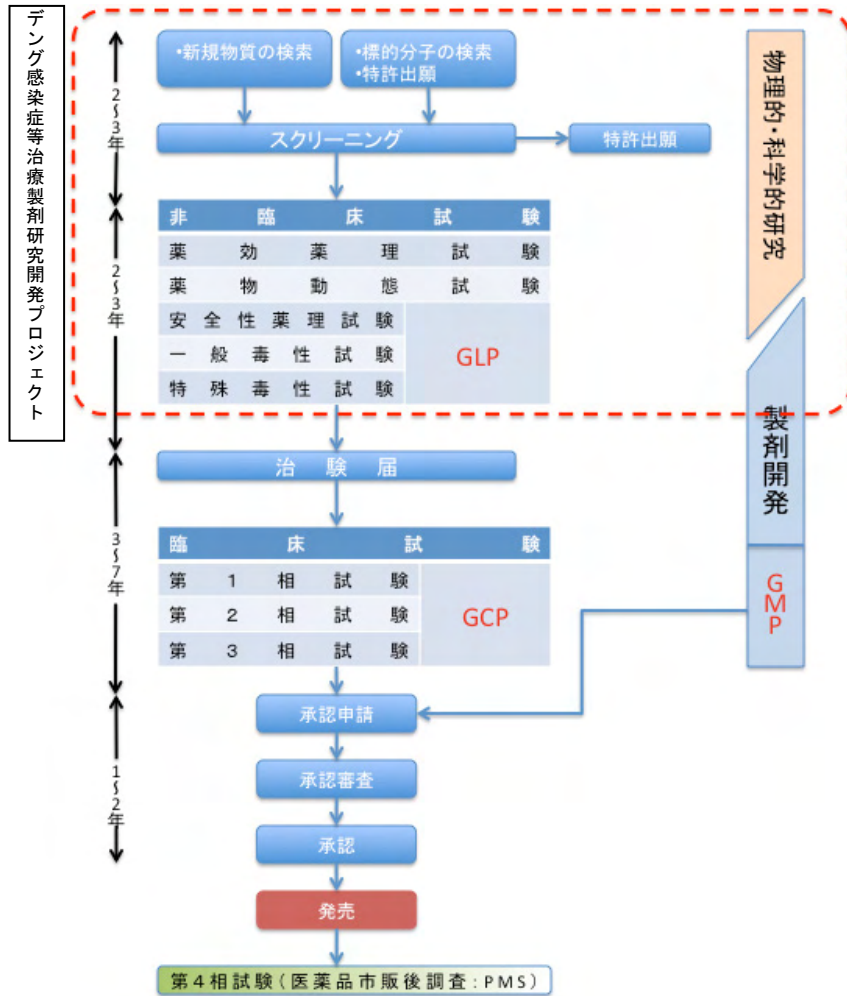 デング感染症等治療製剤研究開発プロジェクト
2~3年
•新規物質の検索
•標的分子の検索
•特許出願
スクリーニング
特許出願
物理的・科学的研究
2~3年
非臨床試験
薬効薬理試験
薬物動態試験
安全性薬理試験
一般毒性試験
特殊毒性試験
GLP
製剤開発
3~7年
治験届
臨床試験
第1相試験
第2相試験
第3相試験
GCP
GMP
1~2年
承認申請
承認審査
承認
発売
第4相試験(医薬品市販後調査:PMS)